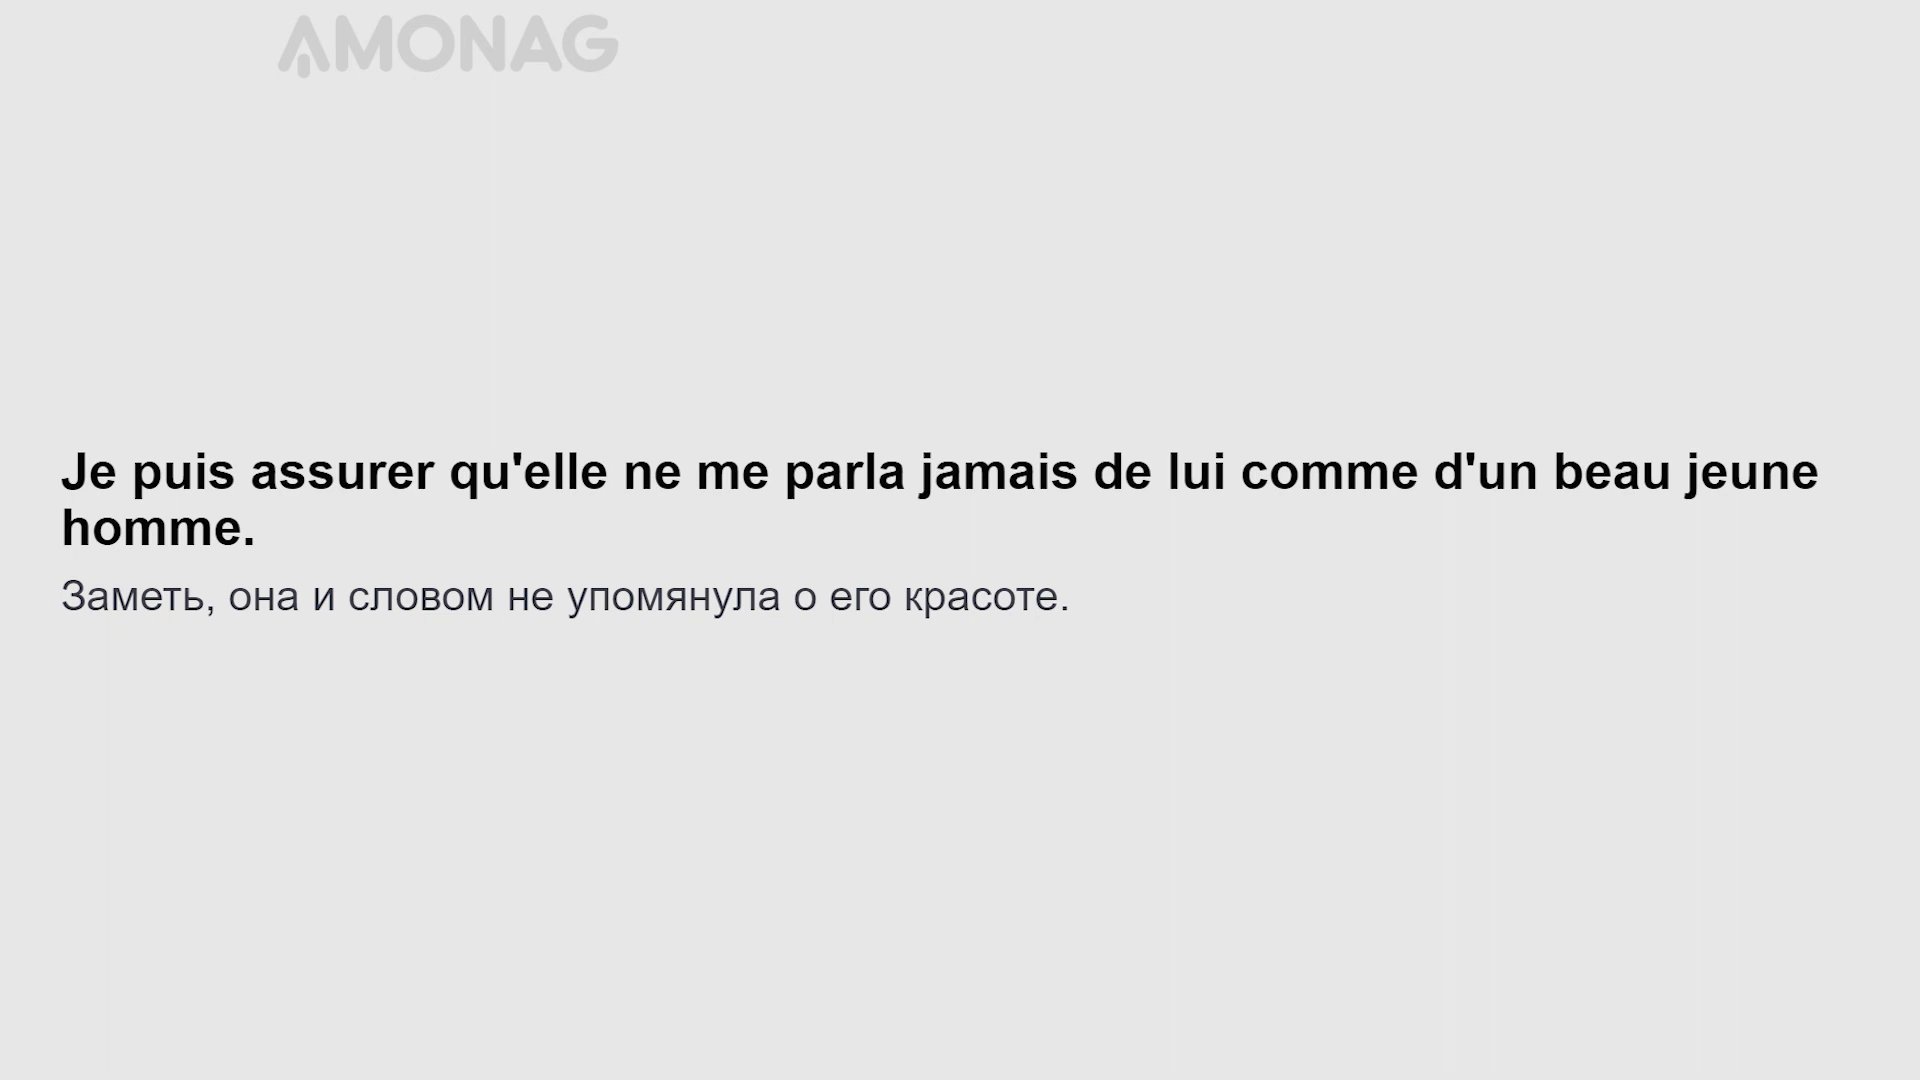 AMONAG
Je puis assurer qu'elle ne me parla jamais de lui comme d'un beau jeune
homme.
Заметь, она и словом не упомянула о его красоте.